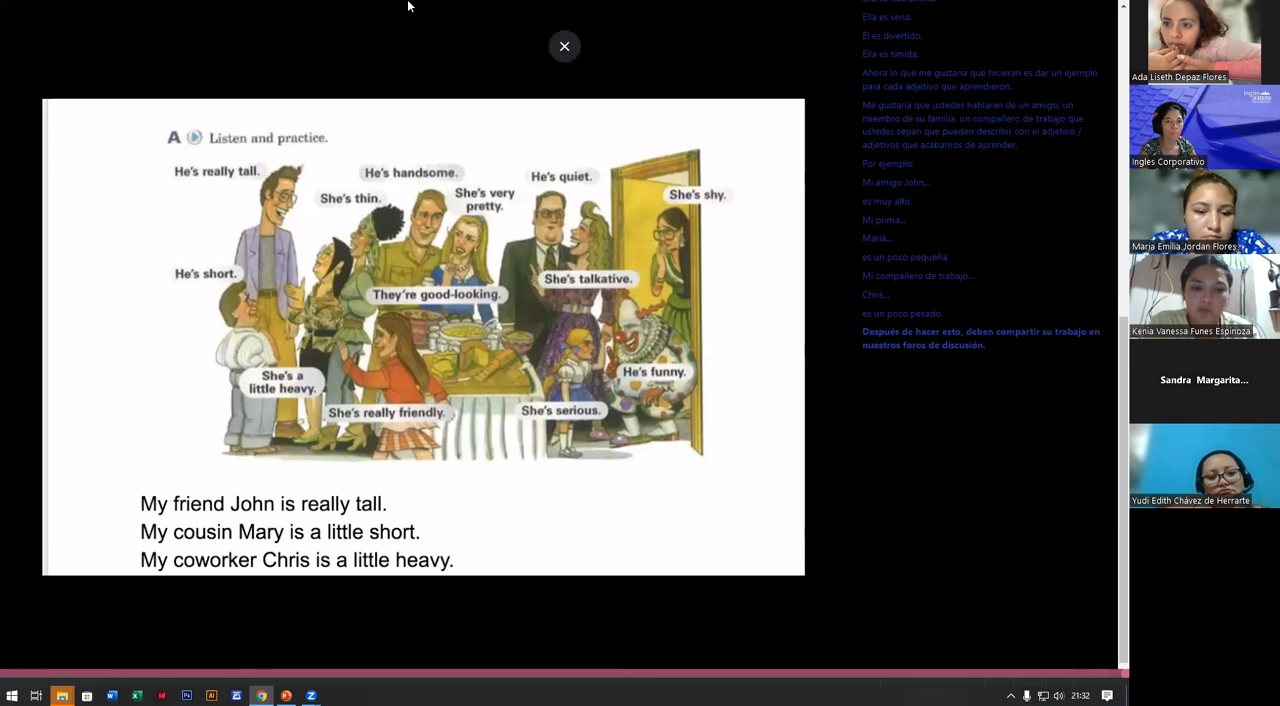 A Listen and practice.
He's really tall.
He's handsome.
He's quiet.
She's thin.
She's very
pretty.
She's shy.
He's short.
She's talkative.
They're good-looking.
She's a
little heavy.
He's funny.
She's really friendly.
She's serious.
My friend John is really tall.
My cousin Mary is a little short.
My coworker Chris is a little heavy.
Ella es seria.
Él es divertido.
Ella es tímida.
Ahora lo que me gustaría que hicieran es dar un ejemplo
para cada adjetivo que aprendieron.
Me gustaría que ustedes hablaran de un amigo, un
miembro de su familia, un compañero de trabajo que
ustedes sepan que pueden describir con el adjetivo /
adjetivos que acabamos de aprender.
Por ejemplo:
Mi amigo John...
es muy alto.
Mi prima...
María...
es un poco pequeña.
Mi compañero de trabajo...
Chris...
es un poco pesado.
Después de hacer esto, deben compartir su trabajo en
nuestros foros de discusión.
Ada Liseth Depaz Flores
Ingles Corporativo
Maria Emilia Jordan Flores
Kenia Vanessa Funes Espinoza
Sandra Margarita...
Yudi Edith Chávez de Herrarte
21:32